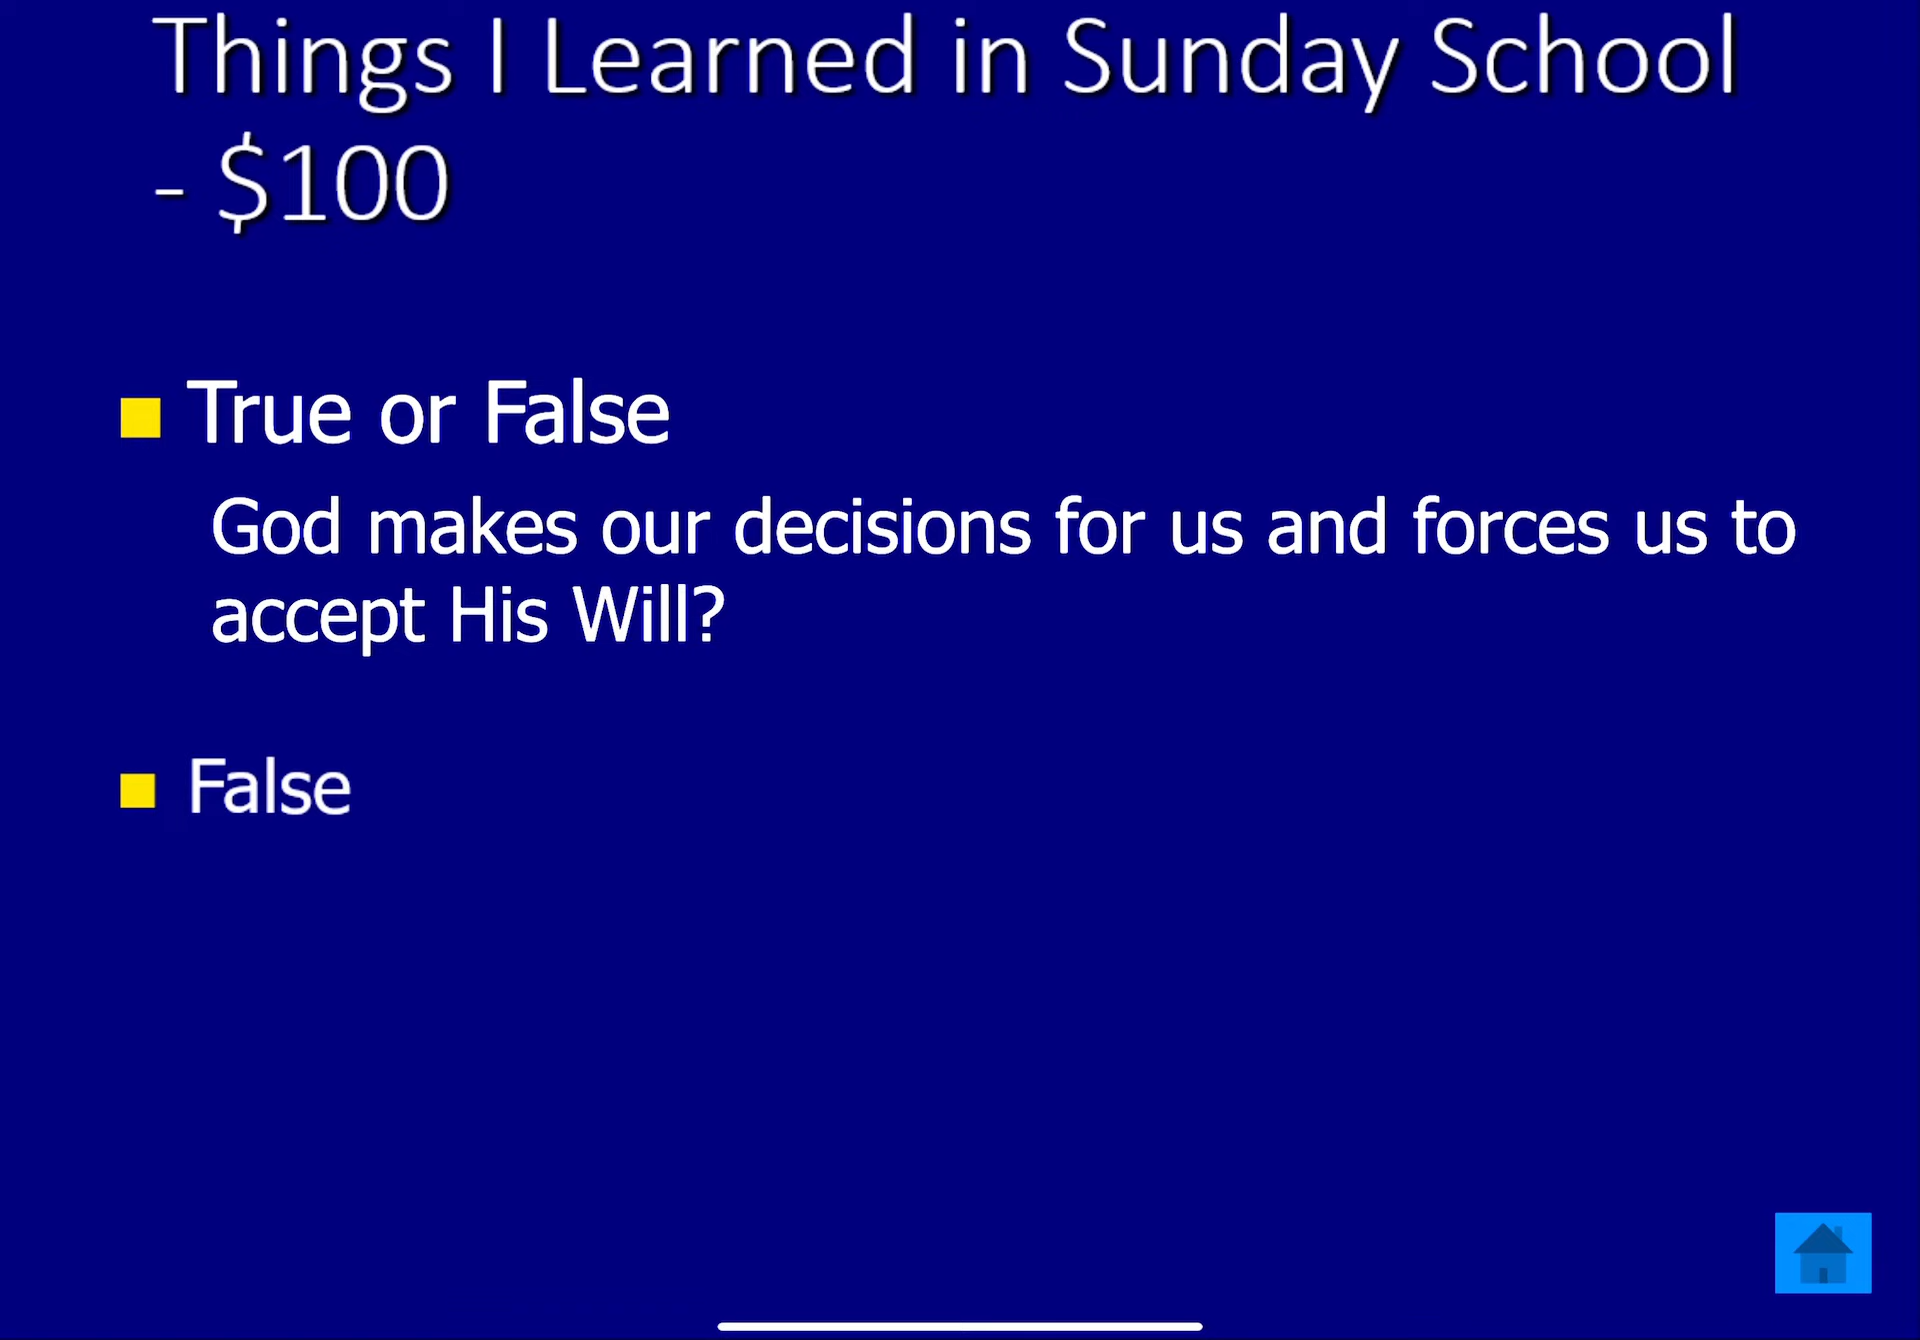 Things I Learned in Sunday School
- $100
True or False
God makes our decisions for us and forces us to
accept His Will?
False